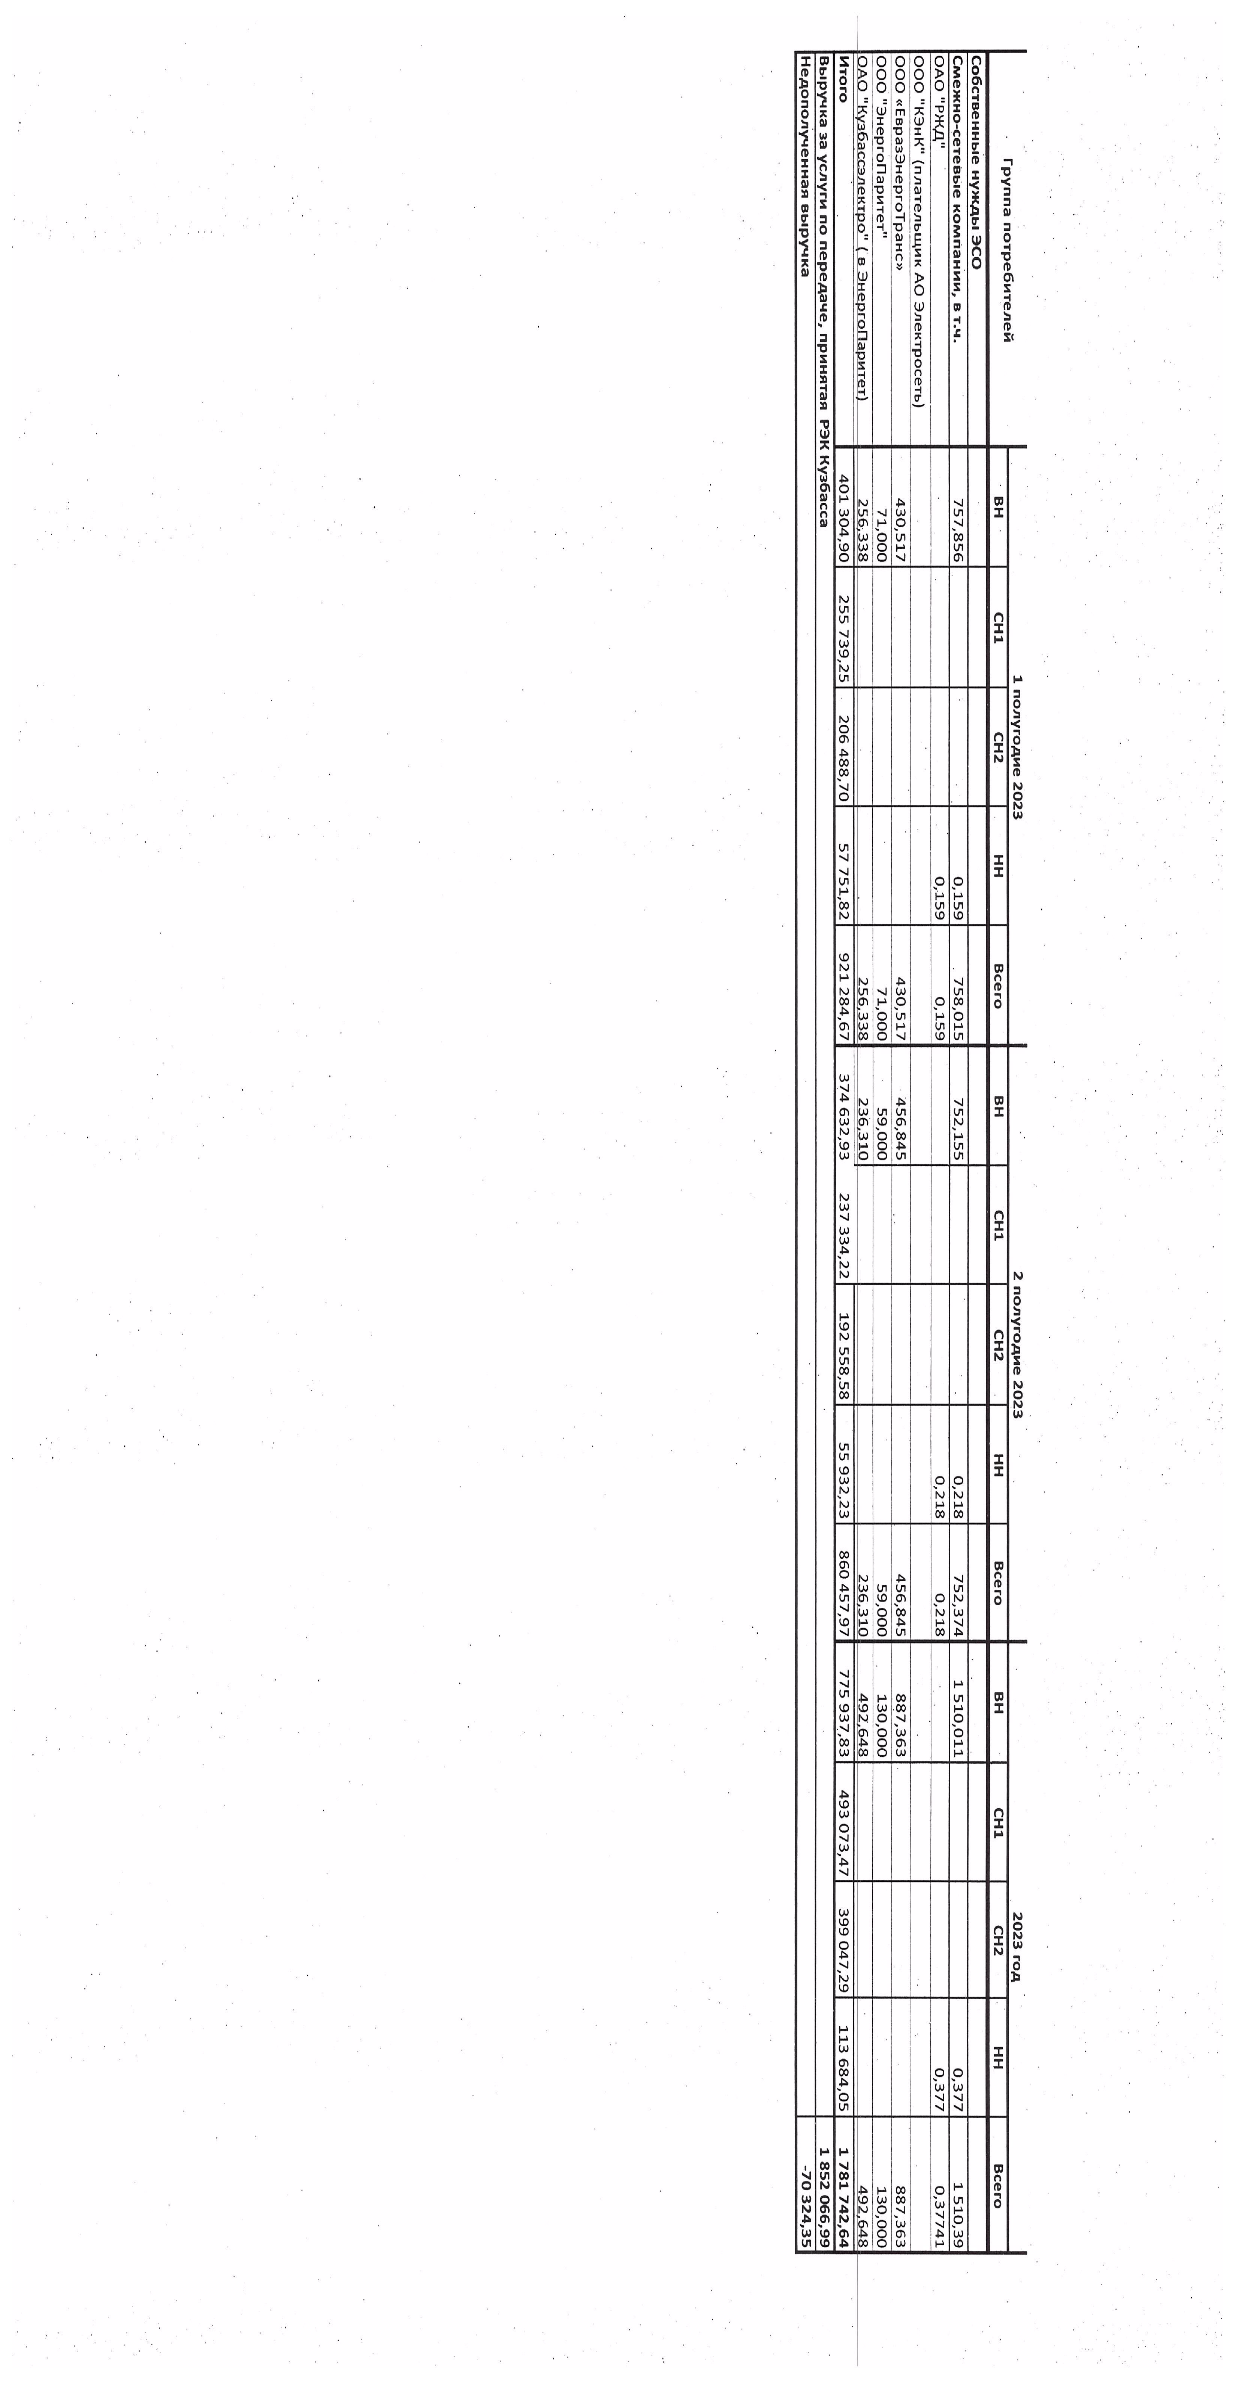 Группа потребителей 1 полугодие 2023 2 полугодие 2023 2023 год
ВН СН1 СН2 НН Всего ВН СН1 СН2 НН Всего ВН СН1 СН2 НН Всего
Собственные нужды ЭСО
Смежно-сетевые компании, в т.ч. 757,856 0,159 758,015 752,155 0,218 752,374 1 510,011 0,377 1 510,39
ОАО "РЖД" 0,159 0,159 0,218 0,218 0,377 0,37741
ООО "КЭнК" (плательщик АО Электросеть)
ООО «ЕвразЭнергоТранс» 430,517 430,517 456,845 456,845 887,363 887,363
ООО "ЭнергоПаритет" 71,000 71,000 59,000 59,000 130,000 130,000
ОАО "Кузбассэлектро" ( в ЭнергоПаритет) 256,338 256,338 236,310 236,310 492,648 492,648
Итого 401 304,90 255 739,25 206 488,70 57 751,82 921 284,67 374 632,93 237 334,22 192 558,58 55 932,23 860 457,97 775 937,83 493 073,47 399 047,29 113 684,05 1 781 742,64
Выручка за услуги по передаче, принятая РЭК Кузбасса 1 852 066,99
Недополученная выручка -70 324,35